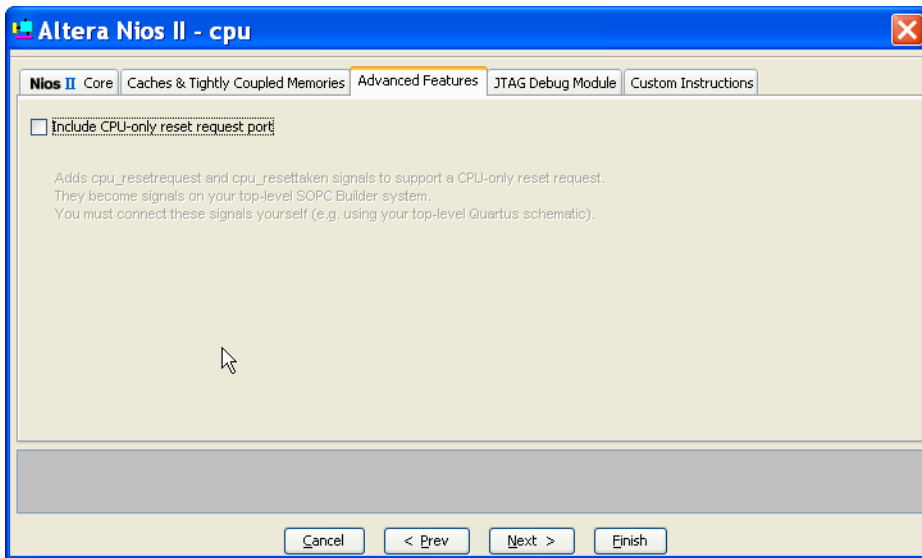 Altera Nios II - cpu
Nios II Core Caches & Tightly Coupled Memories Advanced Features JTAG Debug Module Custom Instructions
Include CPU-only reset request port
Adds cpu_resetrequest and cpu_resettaken signals to support a CPU-only reset request.
They become signals on your top-level SOPC Builder system.
You must connect these signals yourself (e.g. using your top-level Quartus schematic).
Cancel < Prev Next > Finish